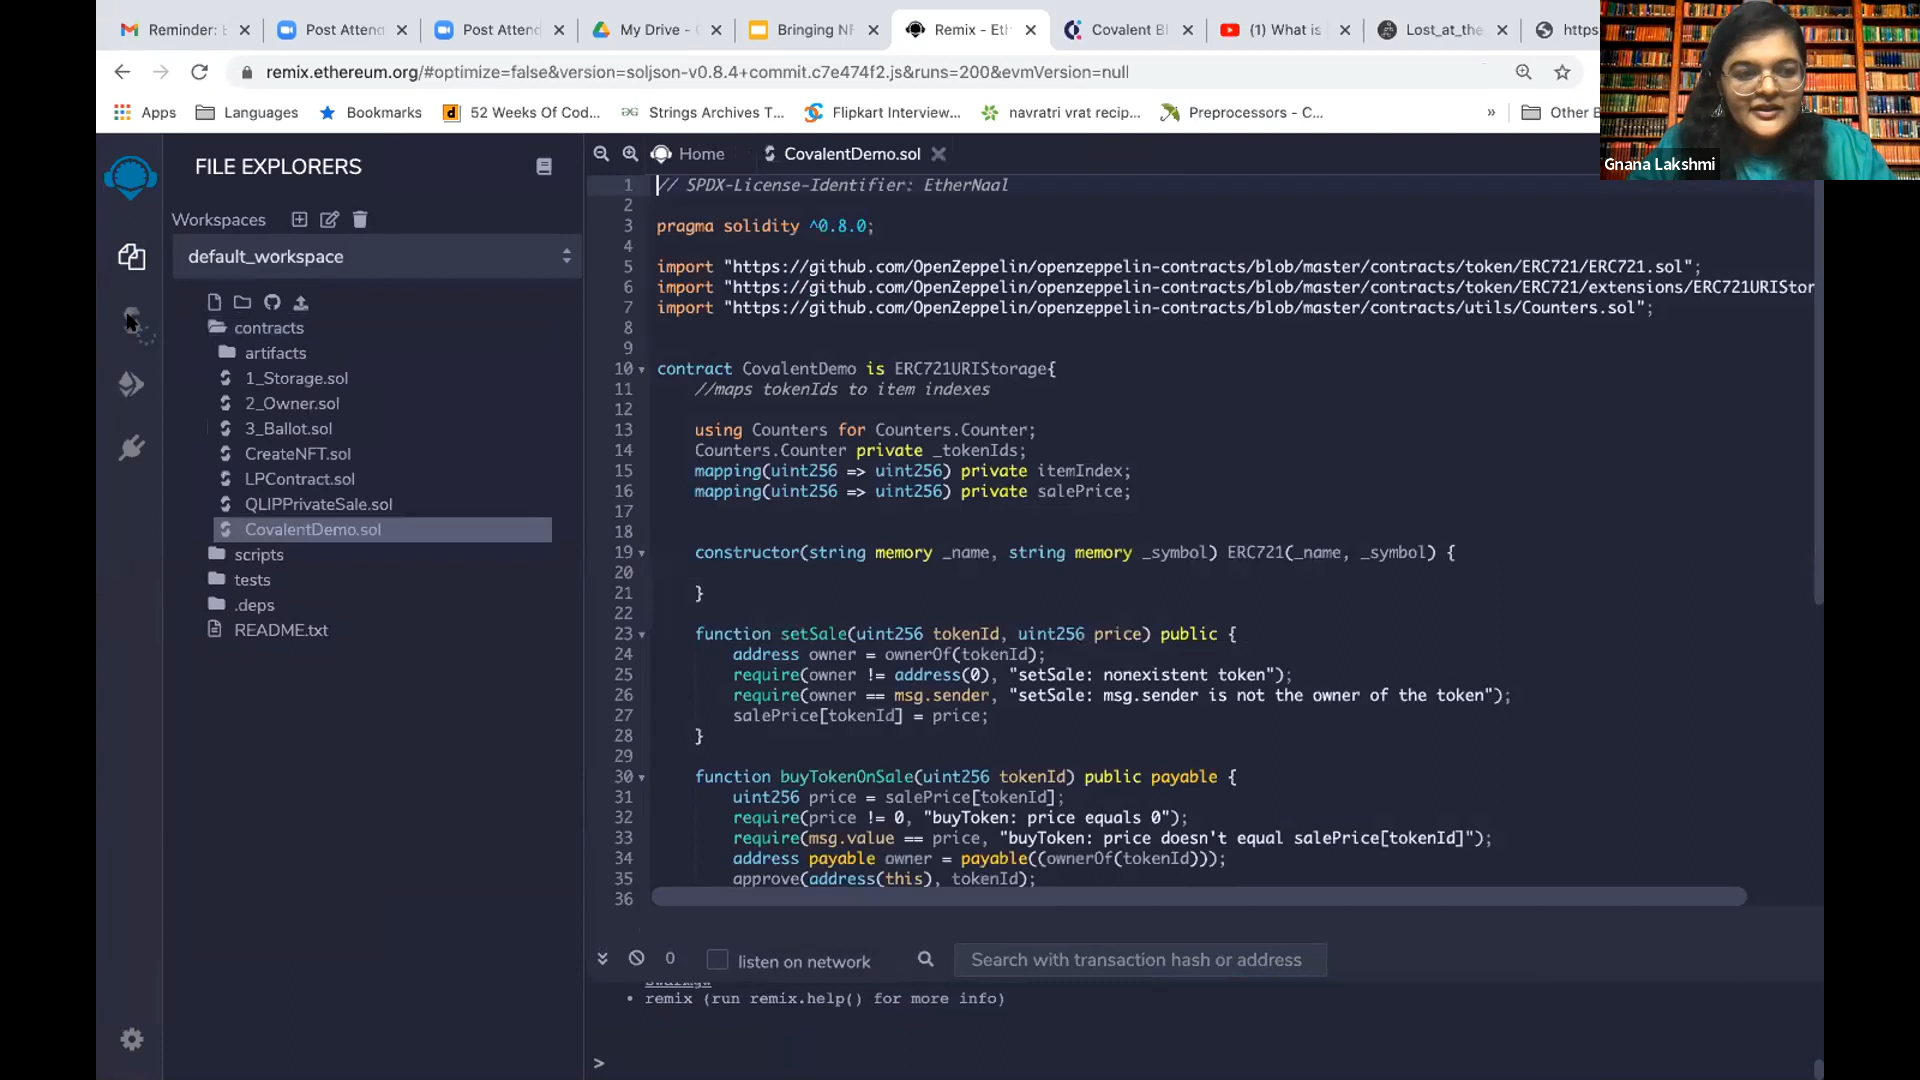 Reminder: E
Post Attend
Post Attend
My Drive -
Bringing NF
Remix - Eth
Covalent Bl
(1) What is
Lost_at_the
https
remix.ethereum.org/#optimize=false&version=soljson-v0.8.4+commit.c7e474f2.js&runs=200&evmVersion=null
Apps
Languages
Bookmarks
52 Weeks Of Cod...
Strings Archives T...
Flipkart Interview...
navratri vrat recip...
Preprocessors - C...
»
Other B
Gnana Lakshmi
FILE EXPLORERS
Workspaces
default_workspace
contracts
artifacts
1_Storage.sol
2_Owner.sol
3_Ballot.sol
CreateNFT.sol
LPContract.sol
QLIPPrivateSale.sol
CovalentDemo.sol
scripts
tests
.deps
README.txt
Home
CovalentDemo.sol
1 // SPDX-License-Identifier: EtherNaal
2
3 pragma solidity ^0.8.0;
4
5 import "https://github.com/OpenZeppelin/openzeppelin-contracts/blob/master/contracts/token/ERC721/ERC721.sol";
6 import "https://github.com/OpenZeppelin/openzeppelin-contracts/blob/master/contracts/token/ERC721/extensions/ERC721URIStor
7 import "https://github.com/OpenZeppelin/openzeppelin-contracts/blob/master/contracts/utils/Counters.sol";
8
9
10 contract CovalentDemo is ERC721URIStorage{
11 //maps tokenIds to item indexes
12
13 using Counters for Counters.Counter;
14 Counters.Counter private _tokenIds;
15 mapping(uint256 => uint256) private itemIndex;
16 mapping(uint256 => uint256) private salePrice;
17
18
19 constructor(string memory _name, string memory _symbol) ERC721(_name, _symbol) {
20
21 }
22
23 function setSale(uint256 tokenId, uint256 price) public {
24 address owner = ownerOf(tokenId);
25 require(owner != address(0), "setSale: nonexistent token");
26 require(owner == msg.sender, "setSale: msg.sender is not the owner of the token");
27 salePrice[tokenId] = price;
28 }
29
30 function buyTokenOnSale(uint256 tokenId) public payable {
31 uint256 price = salePrice[tokenId];
32 require(price != 0, "buyToken: price equals 0");
33 require(msg.value == price, "buyToken: price doesn't equal salePrice[tokenId]");
34 address payable owner = payable((ownerOf(tokenId)));
35 approve(address(this), tokenId);
36
0
listen on network
Search with transaction hash or address
• remix (run remix.help() for more info)
>